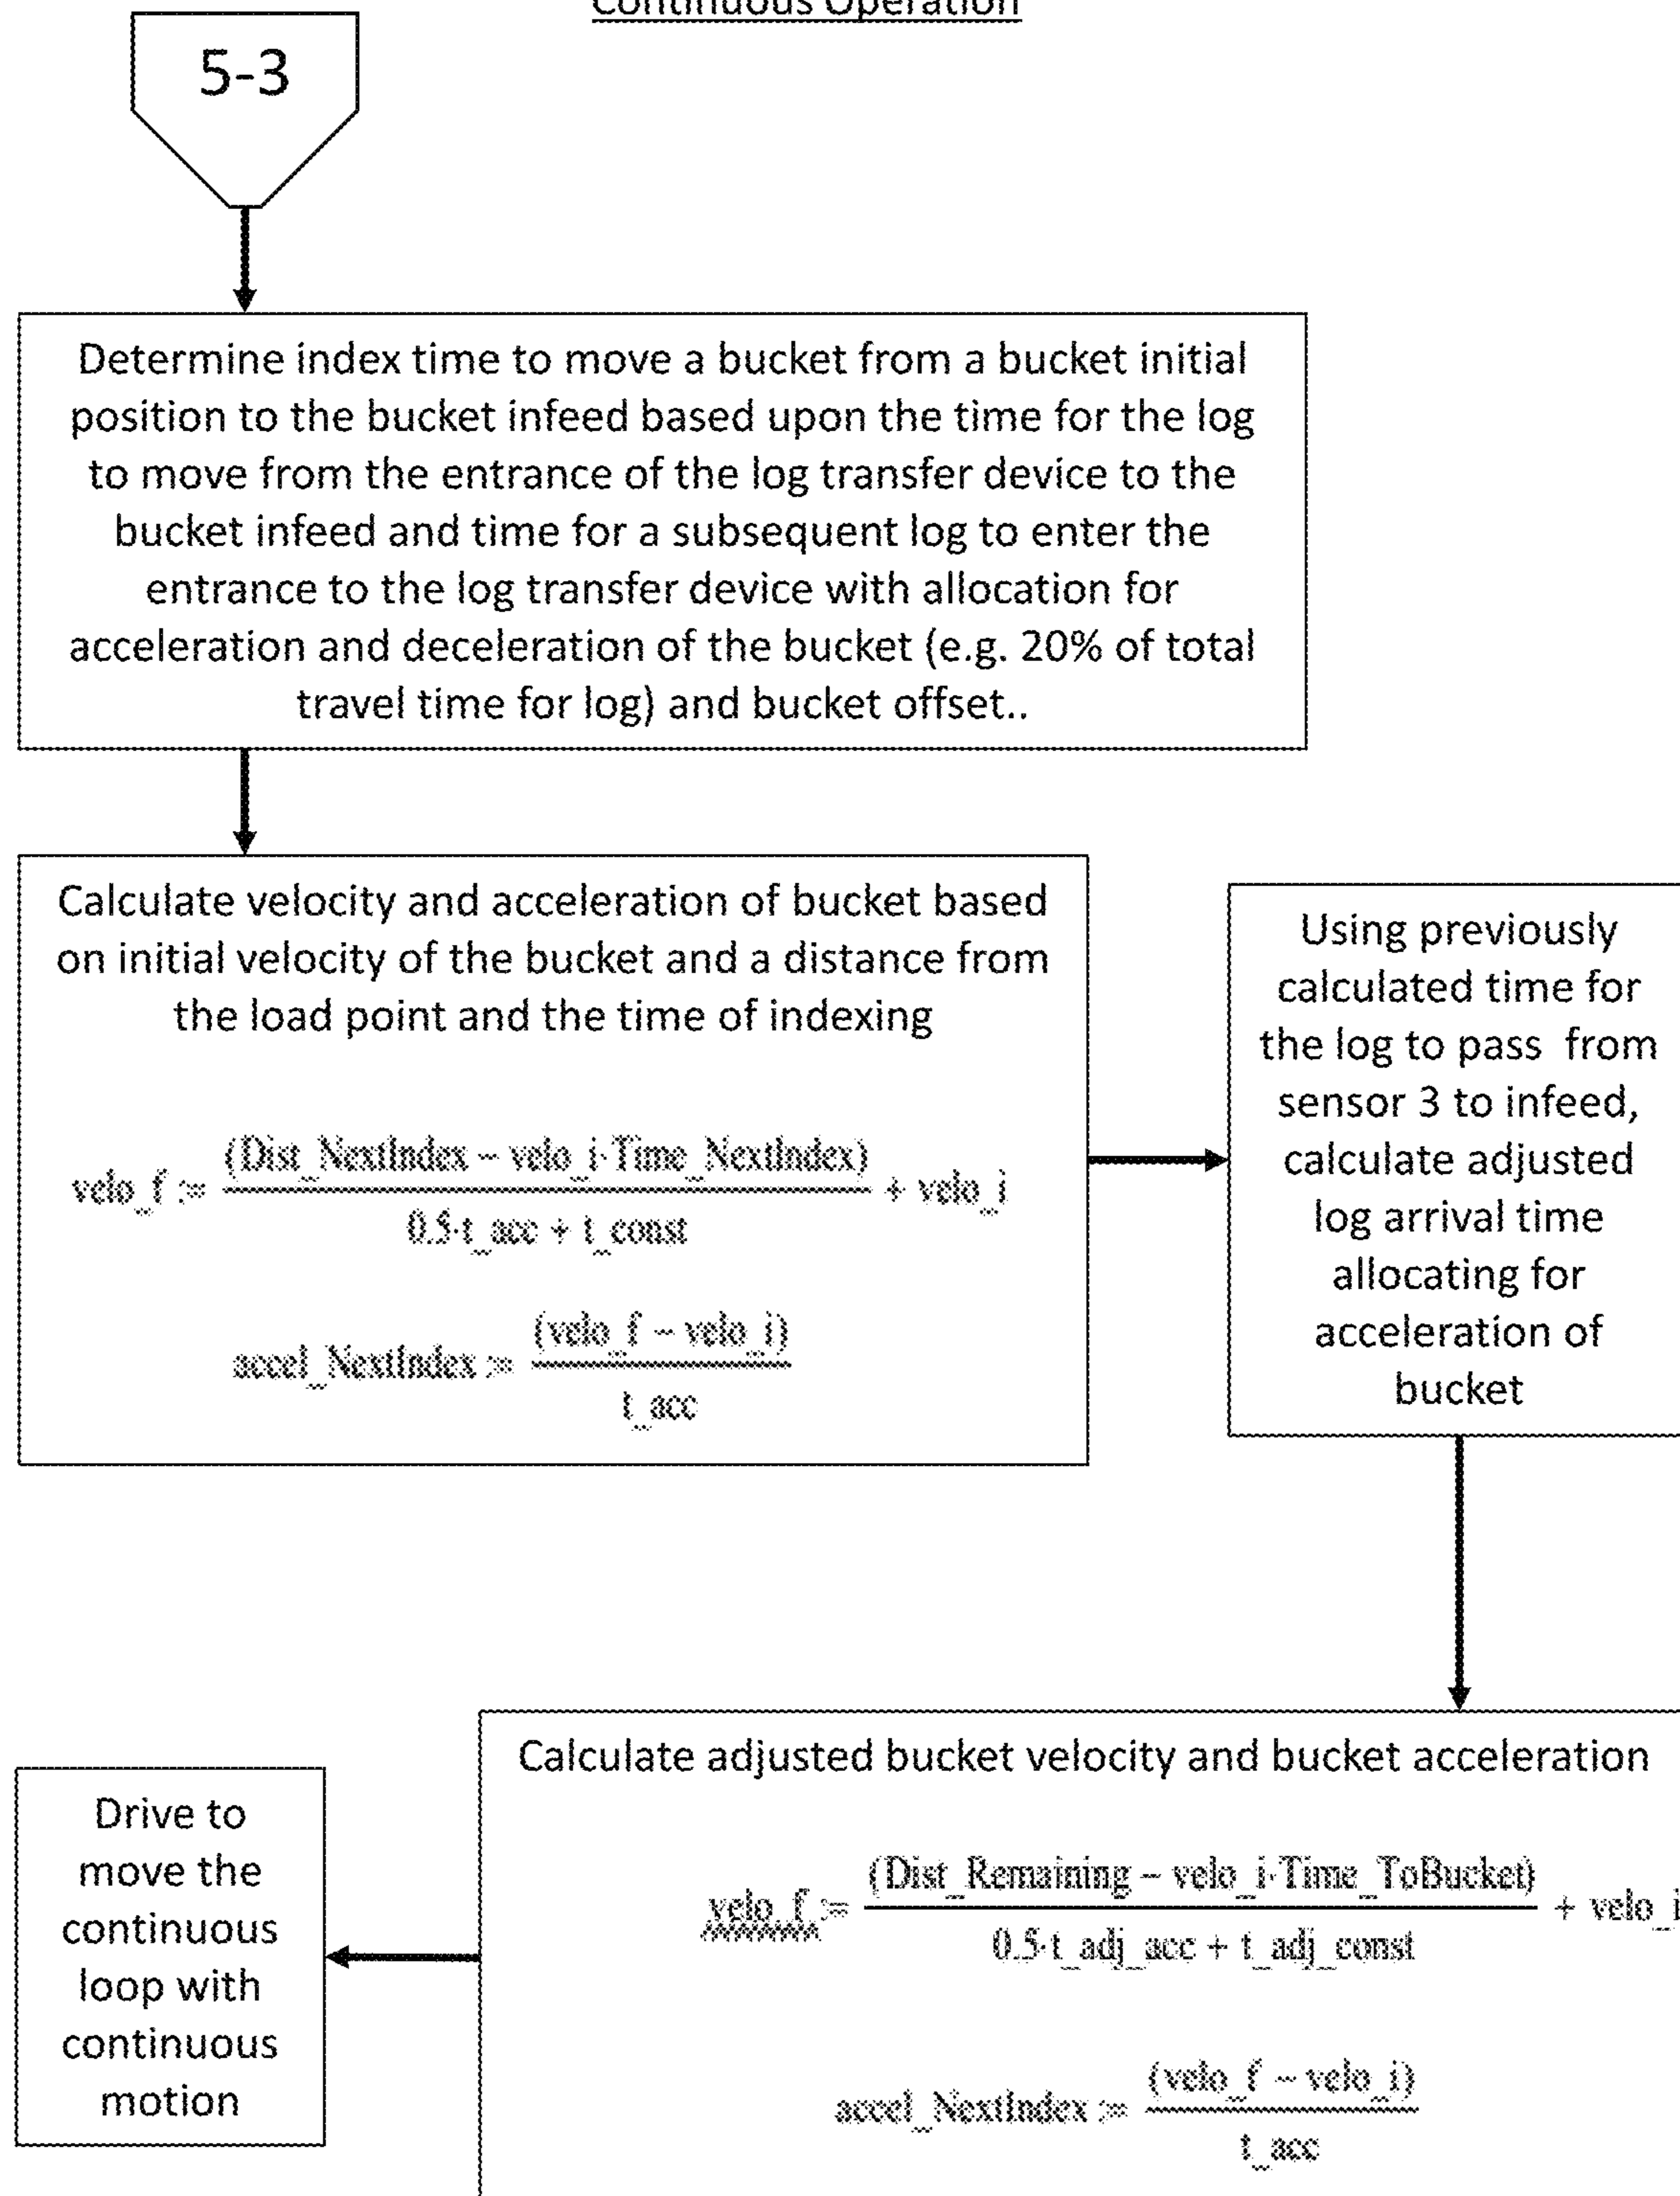 Continuous Operation
5-3
Determine index time to move a bucket from a bucket initial
position to the bucket infeed based upon the time for the log
to move from the entrance of the log transfer device to the
bucket infeed and time for a subsequent log to enter the
entrance to the log transfer device with allocation for
acceleration and deceleration of the bucket (e.g. 20% of total
travel time for log) and bucket offset..
Calculate velocity and acceleration of bucket based
on initial velocity of the bucket and a distance from
the load point and the time of indexing
velo_f := (Dist_NextIndex − velo_i·Time_NextIndex) / 0.5·t_acc + t_const + velo_i
accel_NextIndex := (velo_f − velo_i) / t_acc
Using previously
calculated time for
the log to pass from
sensor 3 to infeed,
calculate adjusted
log arrival time
allocating for
acceleration of
bucket
Calculate adjusted bucket velocity and bucket acceleration
velo_f := (Dist_Remaining − velo_i·Time_ToBucket) / 0.5·t_adj_acc + t_adj_const + velo_i
accel_NextIndex := (velo_f − velo_i) / t_acc
Drive to
move the
continuous
loop with
continuous
motion